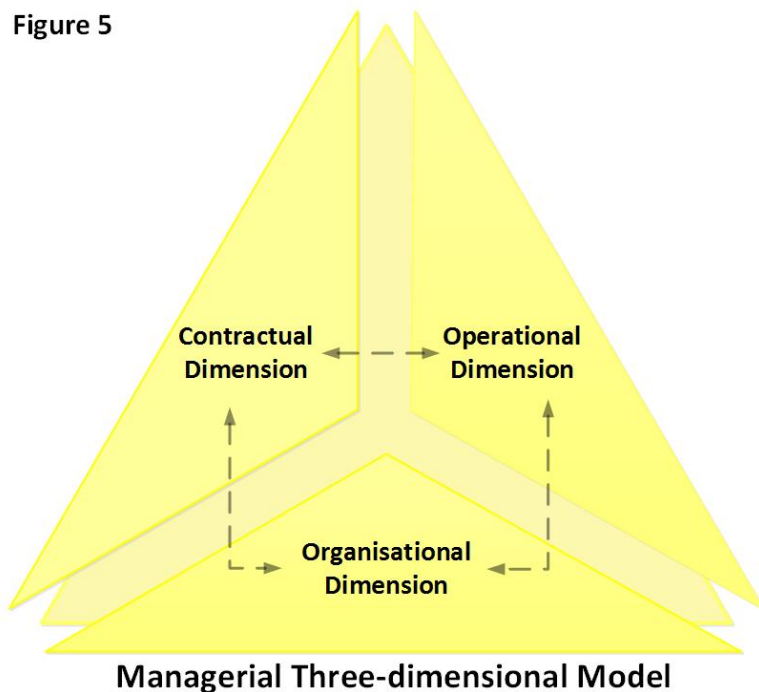 Figure 5
Contractual
Dimension
Operational
Dimension
Organisational
Dimension
Managerial Three-dimensional Model